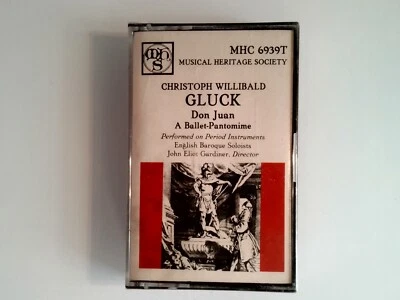 mhs
MHC 6939T
MUSICAL HERITAGE SOCIETY
CHRISTOPH WILLIBALD
GLUCK
Don Juan
A Ballet-Pantomime
Performed on Period Instruments
English Baroque Soloists
John Eliot Gardiner, Director